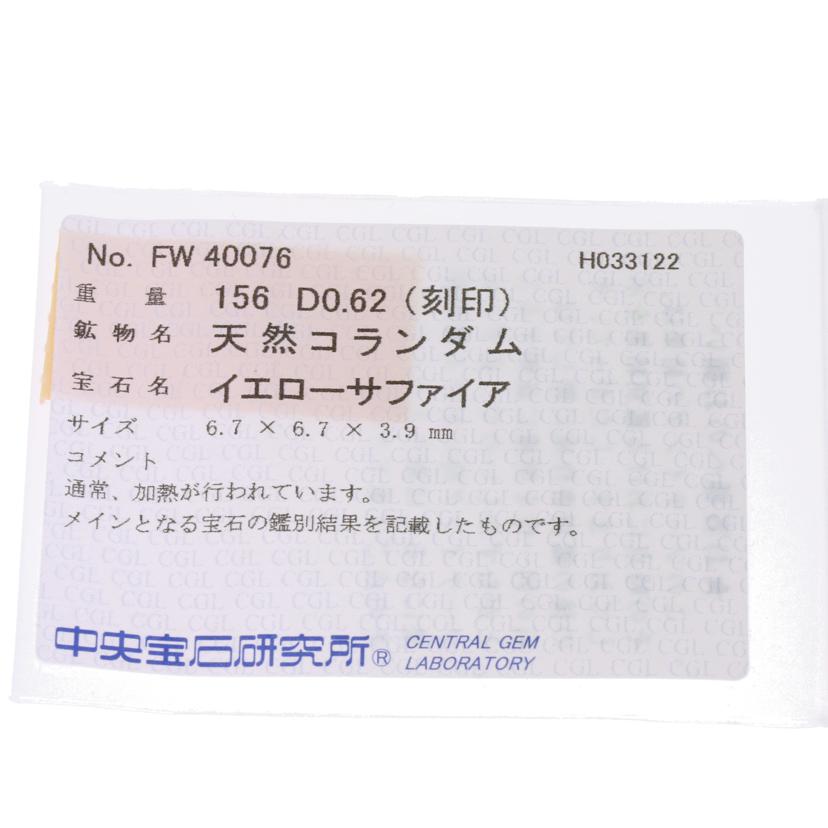 No. FW 40076 H033122
重量 156 D0.62 (刻印)
鉱物名 天然コランダム
宝石名 イエローサファイア
サイズ 6.7 × 6.7 × 3.9 mm
コメント
通常、加熱が行われています。
メインとなる宝石の鑑別結果を記載したものです。
中央宝石研究所® CENTRAL GEM
LABORATORY